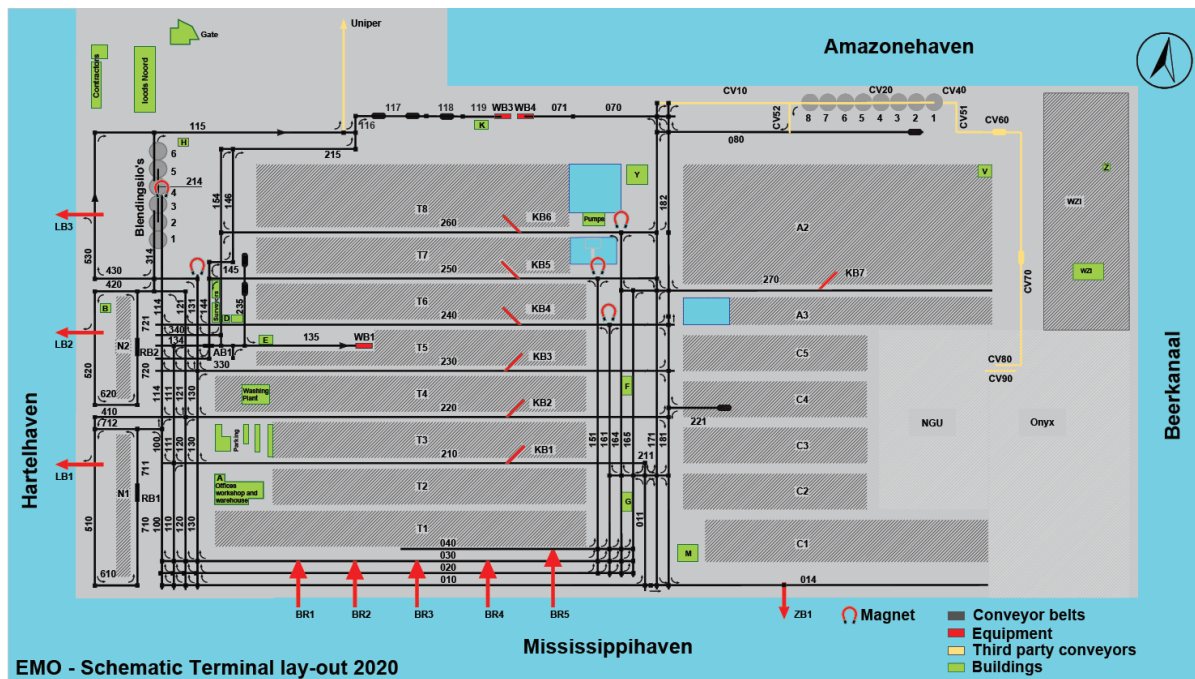 Uniper
Gate
Contractors
loods Noord
Amazonehaven
CV10
CV20
CV40
CV51
CV52
CV60
8 7 6 5 4 3 2 1
117
118
119
WB3
WB4
071
070
116
K
080
115
H
215
6
5
4
3
2
1
214
Blendingsilo's
154
146
T8
260
KB6
Y
Pumps
182
A2
V
Z
WZI
WZI
LB3
530
314
430
420
145
T7
250
KB5
270
KB7
CV70
114
121
131
144
Surveyors
D
235
T6
240
KB4
A3
B
721
340
134
LB2
N2
RB2
AB1
E
135
WB1
T5
230
KB3
C5
CV80
CV90
330
520
720
620
114
111
121
130
Washing
Plant
T4
220
KB2
F
C4
221
410
712
100
111
120
130
Parking
T3
210
KB1
151
161
164
165
171
181
211
C3
NGU
Onyx
Hartelhaven
Beerkanaal
LB1
711
N1
RB1
A
Offices
workshop and
warehouse
T2
G
C2
510
710
100
110
120
130
T1
011
C1
M
040
030
020
010
014
610
BR1
BR2
BR3
BR4
BR5
ZB1
Magnet
Conveyor belts
Equipment
Third party conveyors
Buildings
Mississippihaven
EMO - Schematic Terminal lay-out 2020